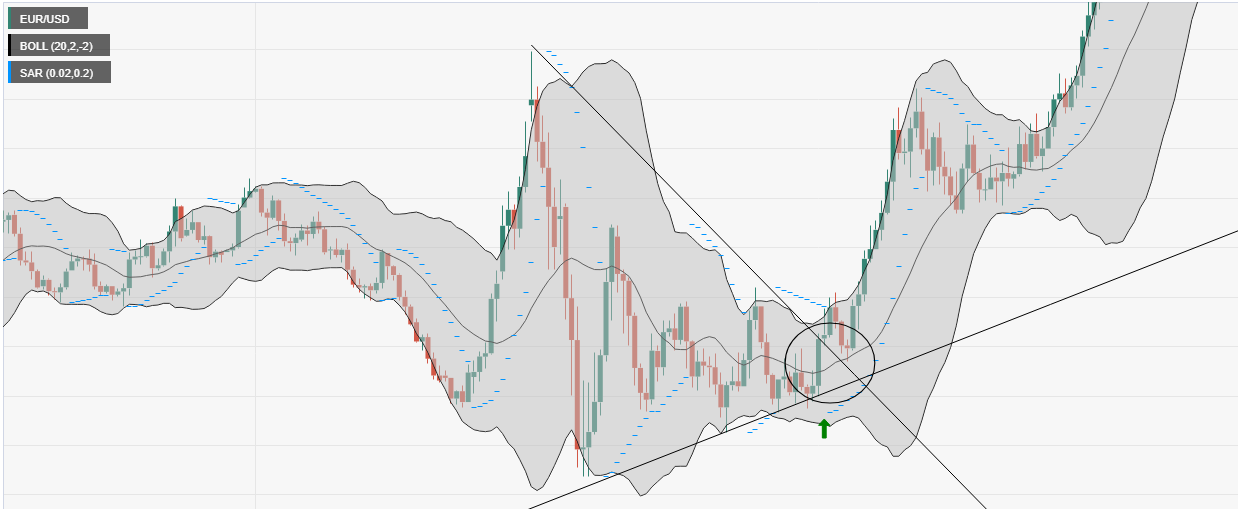 EUR/USD
BOLL (20,2,-2)
SAR (0.02,0.2)